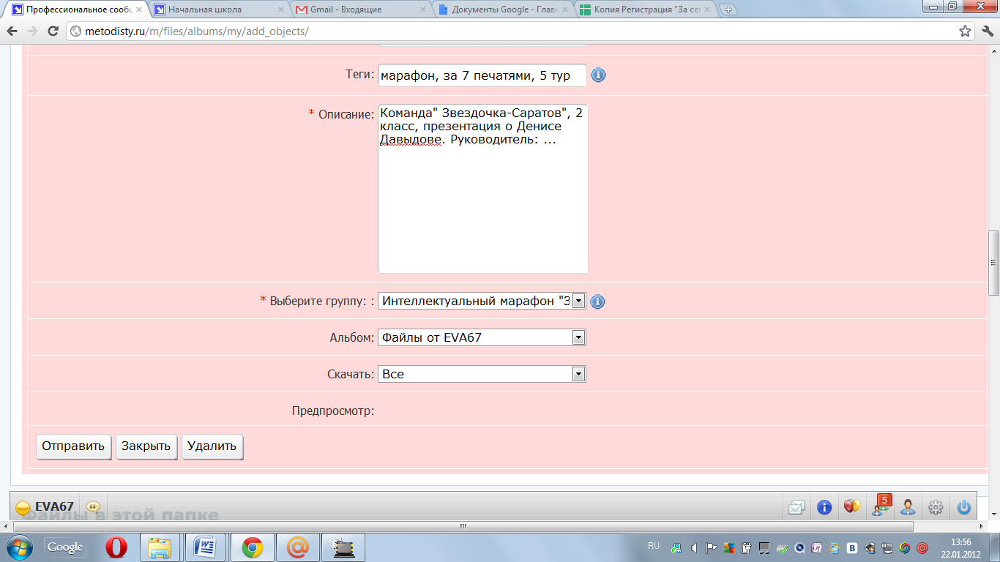 Профессиональное сообщ
Начальная школа
Gmail - Входящие
Документы Google - Главн
Копия Регистрация "За сем
metodisty.ru/m/files/albums/my/add_objects/
Теги: марафон, за 7 печатями, 5 тур
* Описание: Команда" Звездочка-Саратов", 2
класс, презентация о Денисе
Давыдове. Руководитель: ...
* Выберите группу: : Интеллектуальный марафон "З
Альбом: Файлы от EVA67
Скачать: Все
Предпросмотр:
Отправить Закрыть Удалить
EVA67
5
Файлы в этой папке
Google
RU
13:56
22.01.2012